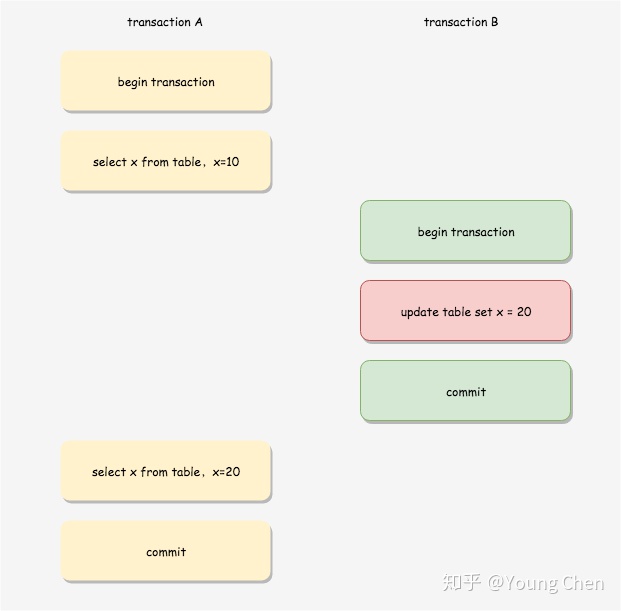 transaction A
transaction B
begin transaction
select x from table，x=10
begin transaction
update table set x = 20
commit
select x from table，x=20
commit
知乎 @Young Chen